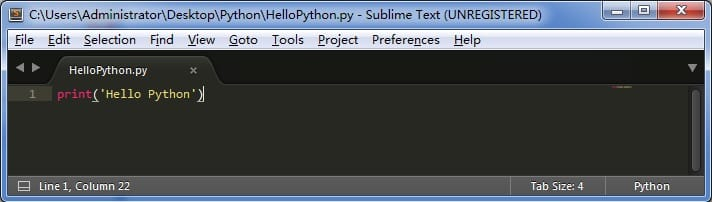 C:\Users\Administrator\Desktop\Python\HelloPython.py - Sublime Text (UNREGISTERED)
File Edit Selection Find View Goto Tools Project Preferences Help
HelloPython.py ×
1 print('Hello Python')
Line 1, Column 22 Tab Size: 4 Python